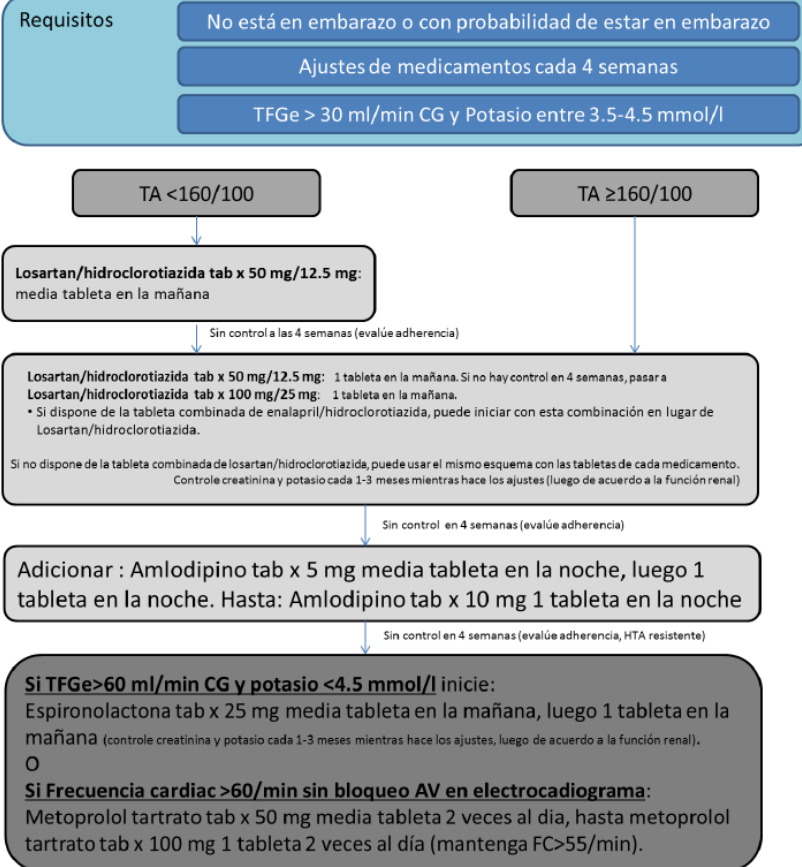 Requisitos
No está en embarazo o con probabilidad de estar en embarazo
Ajustes de medicamentos cada 4 semanas
TFGe > 30 ml/min CG y Potasio entre 3.5-4.5 mmol/l
TA <160/100
TA ≥160/100
Losartan/hidroclorotiazida tab x 50 mg/12.5 mg:
media tableta en la mañana
Sin control a las 4 semanas (evalúe adherencia)
Losartan/hidroclorotiazida tab x 50 mg/12.5 mg: 1 tableta en la mañana. Si no hay control en 4 semanas, pasar a
Losartan/hidroclorotiazida tab x 100 mg/25 mg: 1 tableta en la mañana.
• Si dispone de la tableta combinada de enalapril/hidroclorotiazida, puede iniciar con esta combinación en lugar de
Losartan/hidroclorotiazida.
Si no dispone de la tableta combinada de losartan/hidroclorotiazida, puede usar el mismo esquema con las tabletas de cada medicamento.
Controle creatinina y potasio cada 1-3 meses mientras hace los ajustes (luego de acuerdo a la función renal)
Sin control en 4 semanas (evalúe adherencia)
Adicionar : Amlodipino tab x 5 mg media tableta en la noche, luego 1
tableta en la noche. Hasta: Amlodipino tab x 10 mg 1 tableta en la noche
Sin control en 4 semanas (evalúe adherencia, HTA resistente)
Si TFGe>60 ml/min CG y potasio <4.5 mmol/l inicie:
Espironolactona tab x 25 mg media tableta en la mañana, luego 1 tableta en la
mañana (controle creatinina y potasio cada 1-3 meses mientras hace los ajustes, luego de acuerdo a la función renal).
O
Si Frecuencia cardiac >60/min sin bloqueo AV en electrocadiograma:
Metoprolol tartrato tab x 50 mg media tableta 2 veces al dia, hasta metoprolol
tartrato tab x 100 mg 1 tableta 2 veces al día (mantenga FC>55/min).